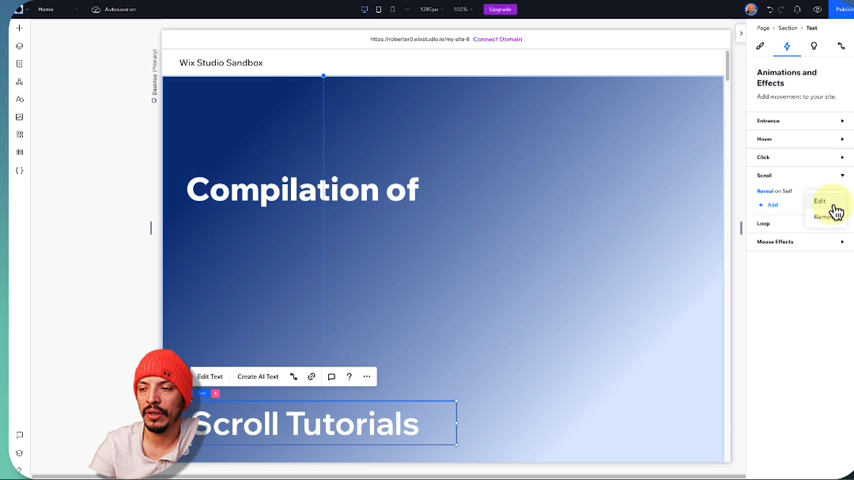 Home
Autosave on
1280px
100%
Upgrade
Publish
https://roberter0.wixstudio.io/my-site-8 Connect Domain
Desktop (Primary)
Wix Studio Sandbox
Page > Section > Text
Animations and
Effects
Add movement to your site.
Entrance
Hover
Click
Scroll
Reveal on Self
Edit
+ Add
Loop
Mouse Effects
Compilation of
Edit Text
Create AI Text
Text
Scroll Tutorials